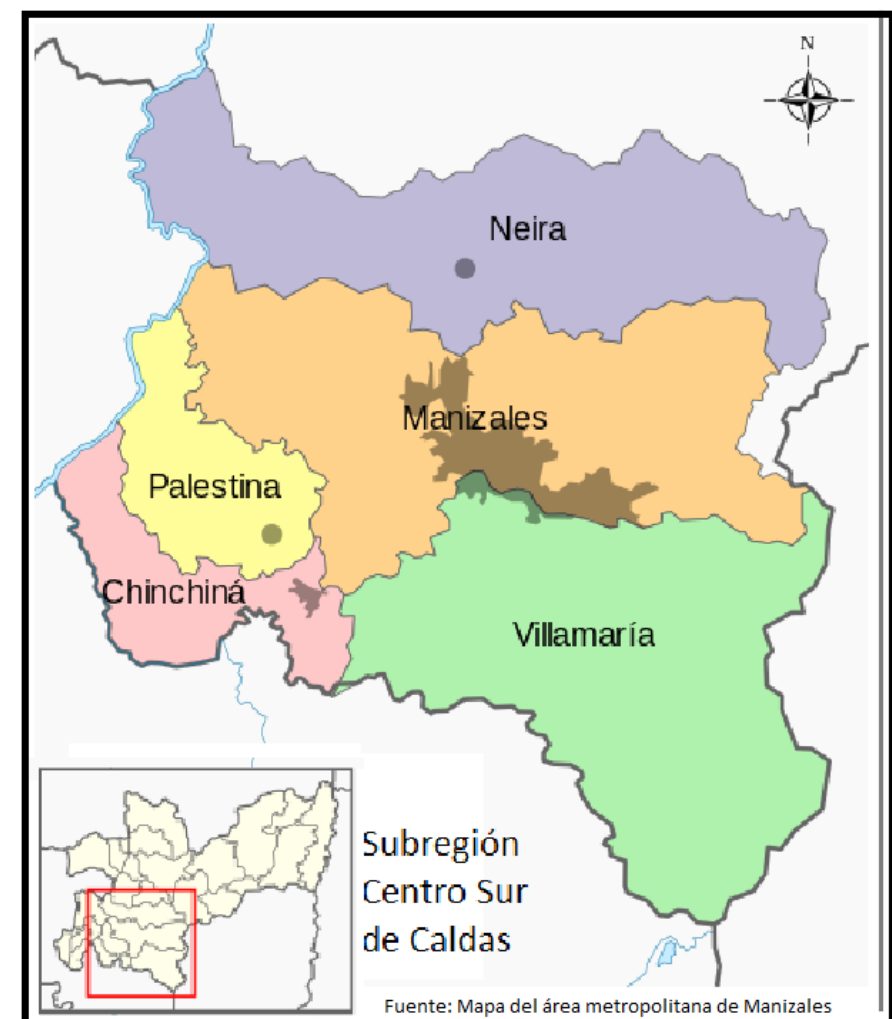 N
Neira
Manizales
Palestina
Chinchiná
Villamaría
Subregión
Centro Sur
de Caldas
Fuente: Mapa del área metropolitana de Manizales